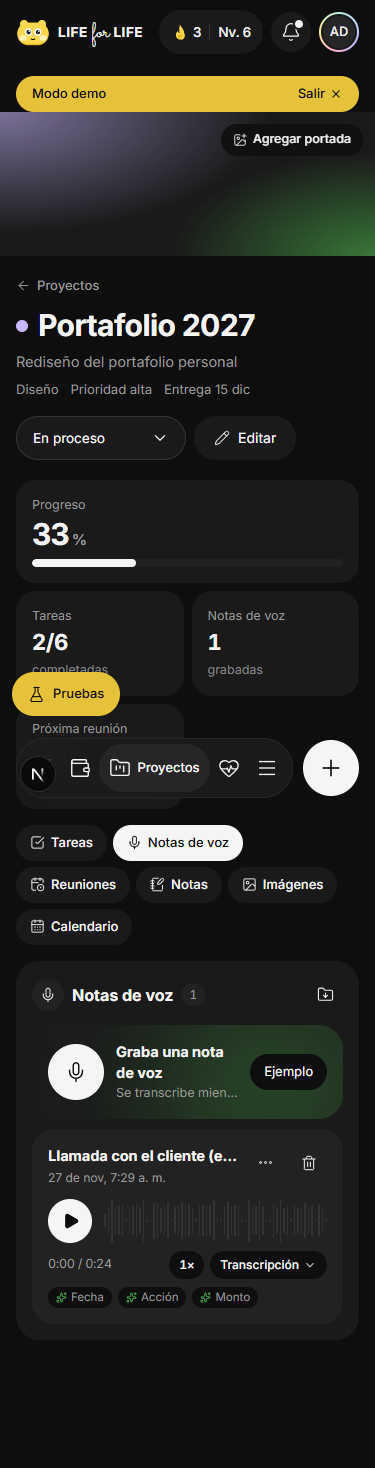 LIFE for LIFE
3
Nv. 6
AD
Modo demo
Salir ×
Agregar portada
← Proyectos
Portafolio 2027
Rediseño del portafolio personal
Diseño Prioridad alta Entrega 15 dic
En proceso
Editar
Progreso
33 %
Tareas
2/6
completadas
Notas de voz
1
grabadas
Pruebas
Próxima reunión
N
Proyectos
Tareas
Notas de voz
Reuniones
Notas
Imágenes
Calendario
Notas de voz 1
Graba una nota
de voz
Se transcribe mien...
Ejemplo
Llamada con el cliente (e...
27 de nov, 7:29 a. m.
0:00 / 0:24
1×
Transcripción
Fecha
Acción
Monto